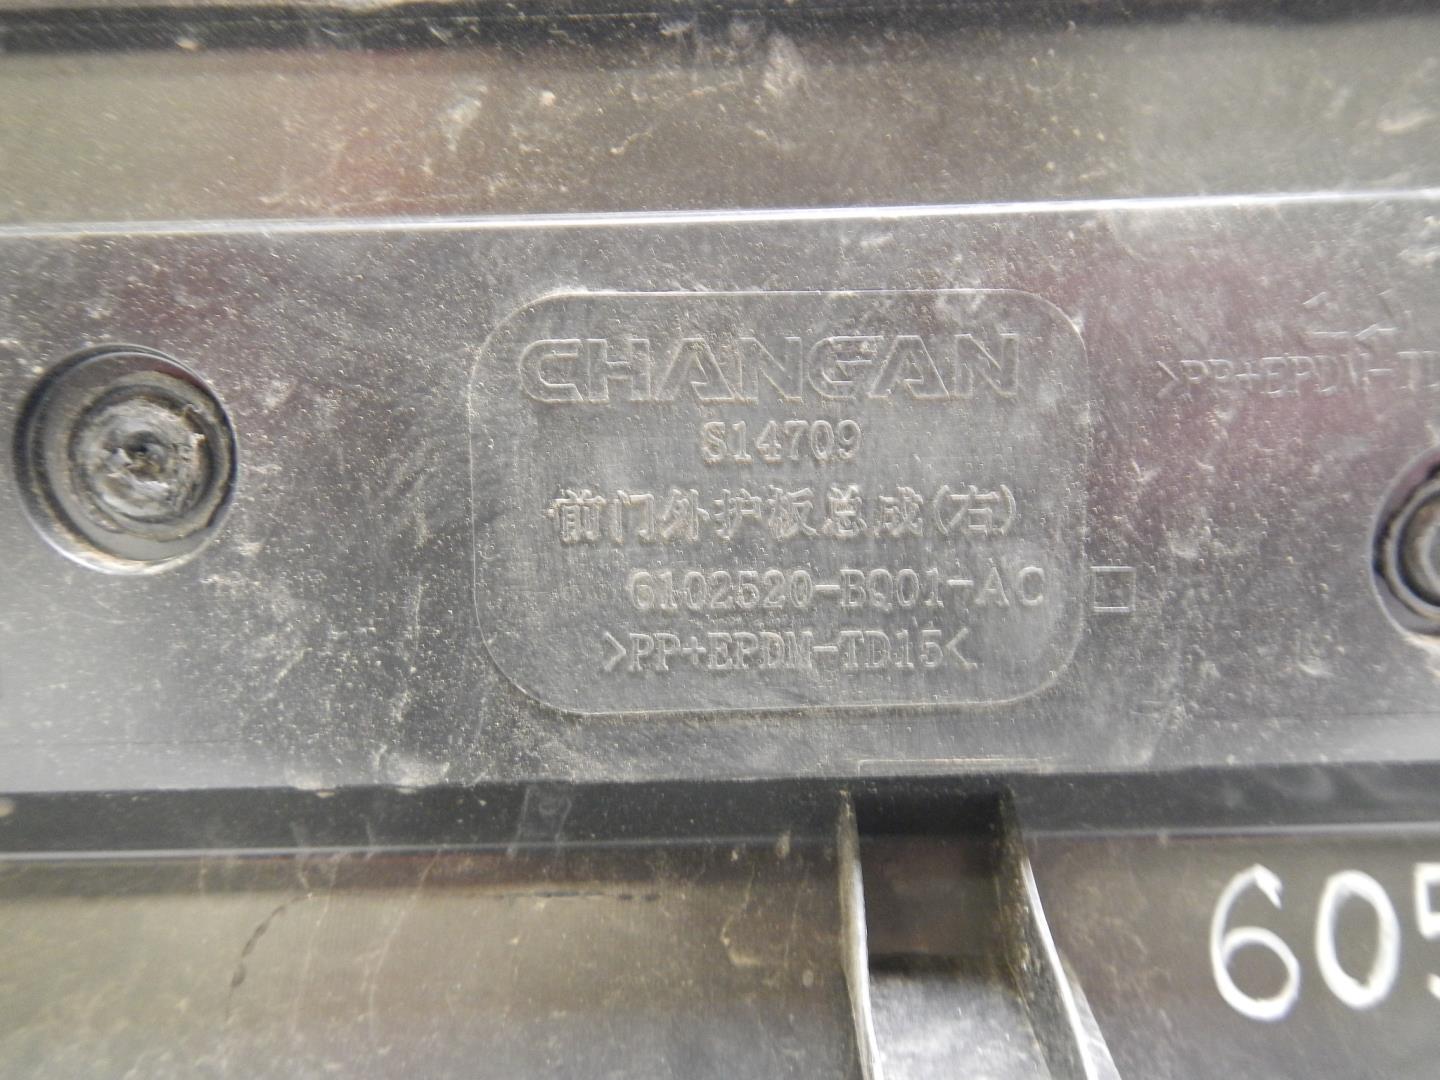 CHANGAN
S14709
前门外护板总成(右)
6102520-BQ01-AC
>PP+EPDM-TD15<
>PP+EPDM-TD
605